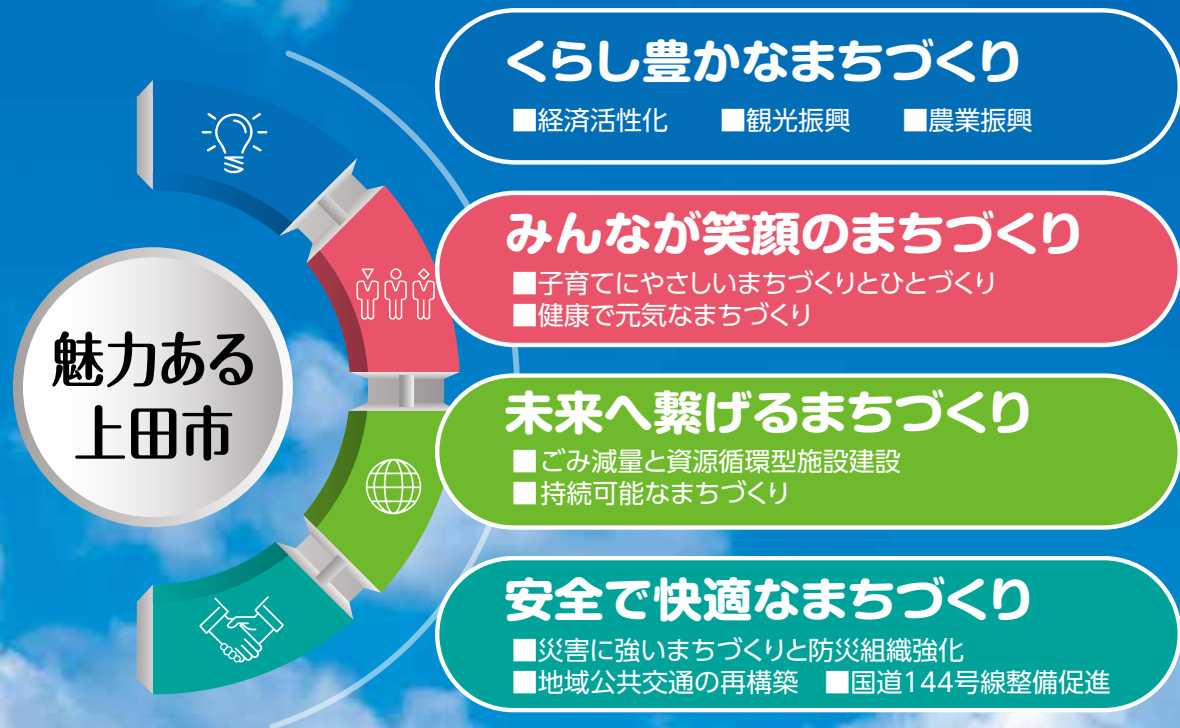 魅力ある
上田市
くらし豊かなまちづくり
■経済活性化 ■観光振興 ■農業振興
みんなが笑顔のまちづくり
■子育てにやさしいまちづくりとひとづくり
■健康で元気なまちづくり
未来へ繋げるまちづくり
■ごみ減量と資源循環型施設建設
■持続可能なまちづくり
安全で快適なまちづくり
■災害に強いまちづくりと防災組織強化
■地域公共交通の再構築 ■国道144号線整備促進